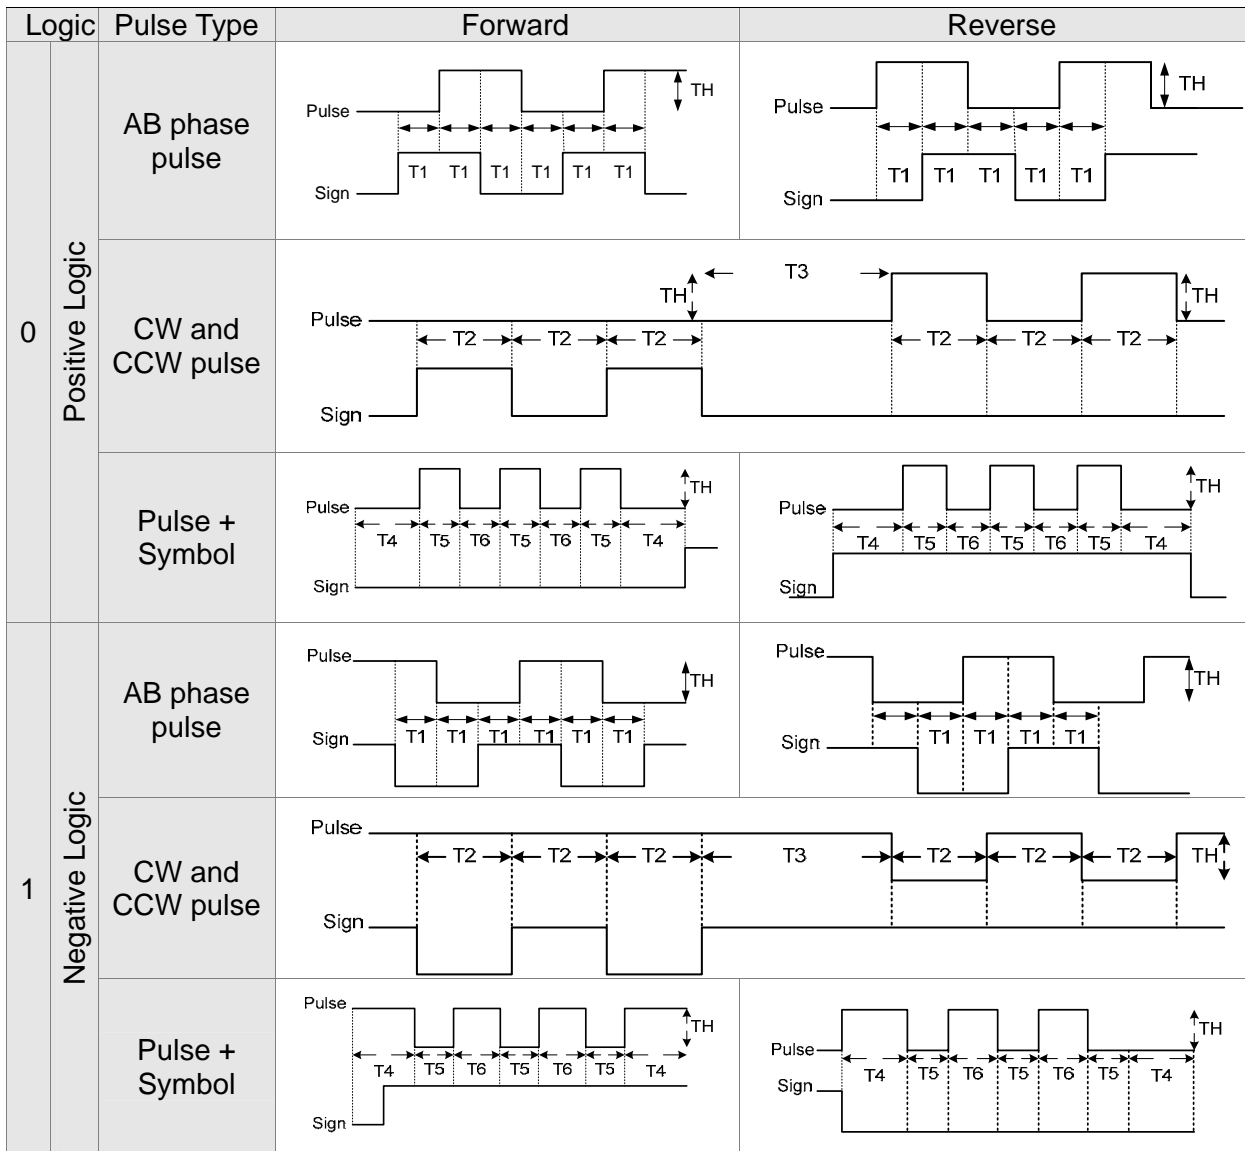 Logic Pulse Type Forward Reverse
0
Positive Logic
AB phase
pulse
Pulse
TH
T1 T1 T1 T1 T1 T1
Sign
Pulse
TH
T1 T1 T1 T1 T1
Sign
CW and
CCW pulse
T3
TH
TH
Pulse
T2 T2 T2 T2 T2 T2
Sign
Pulse +
Symbol
Pulse
TH
T4 T5 T6 T5 T6 T5 T4
Sign
Pulse
TH
T4 T5 T6 T5 T6 T5 T4
Sign
1
Negative Logic
AB phase
pulse
Pulse
TH
Sign
T1 T1 T1 T1 T1 T1
Pulse
TH
Sign
T1 T1 T1 T1
CW and
CCW pulse
Pulse
T2 T2 T2 T3 T2 T2 T2 TH
Sign
Pulse +
Symbol
Pulse
TH
T4 T5 T6 T5 T6 T5 T4
Sign
Pulse
TH
T4 T5 T6 T5 T6 T5 T4
Sign